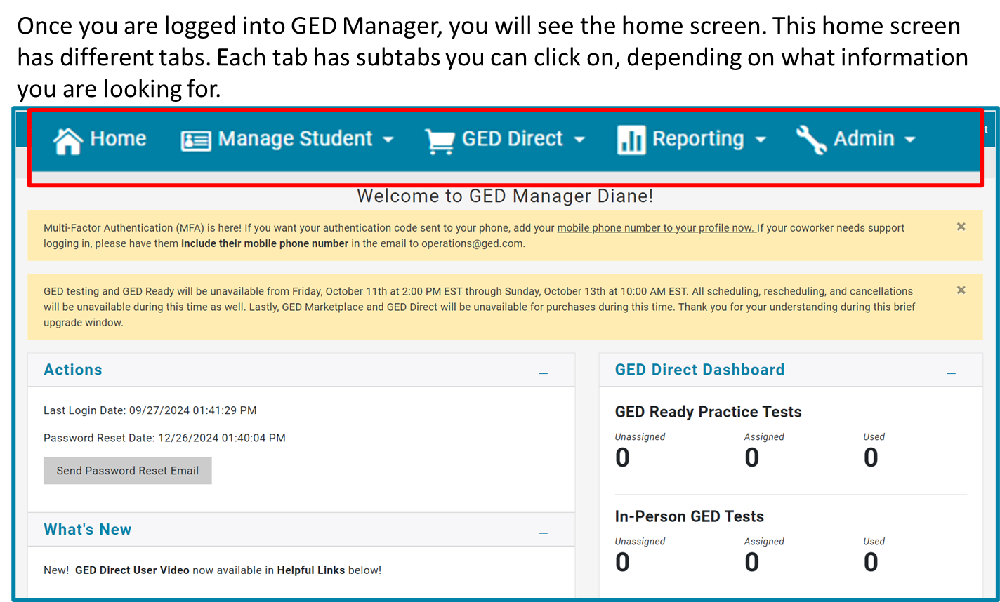 Once you are logged into GED Manager, you will see the home screen. This home screen
has different tabs. Each tab has subtabs you can click on, depending on what information
you are looking for.
Home Manage Student GED Direct Reporting Admin
Welcome to GED Manager Diane!
Multi-Factor Authentication (MFA) is here! If you want your authentication code sent to your phone, add your mobile phone number to your profile now. If your coworker needs support
logging in, please have them include their mobile phone number in the email to operations@ged.com.
GED testing and GED Ready will be unavailable from Friday, October 11th at 2:00 PM EST through Sunday, October 13th at 10:00 AM EST. All scheduling, rescheduling, and cancellations
will be unavailable during this time as well. Lastly, GED Marketplace and GED Direct will be unavailable for purchases during this time. Thank you for your understanding during this brief
upgrade window.
Actions
Last Login Date: 09/27/2024 01:41:29 PM
Password Reset Date: 12/26/2024 01:40:04 PM
Send Password Reset Email
What's New
New! GED Direct User Video now available in Helpful Links below!
GED Direct Dashboard
GED Ready Practice Tests
Unassigned Assigned Used
0 0 0
In-Person GED Tests
Unassigned Assigned Used
0 0 0